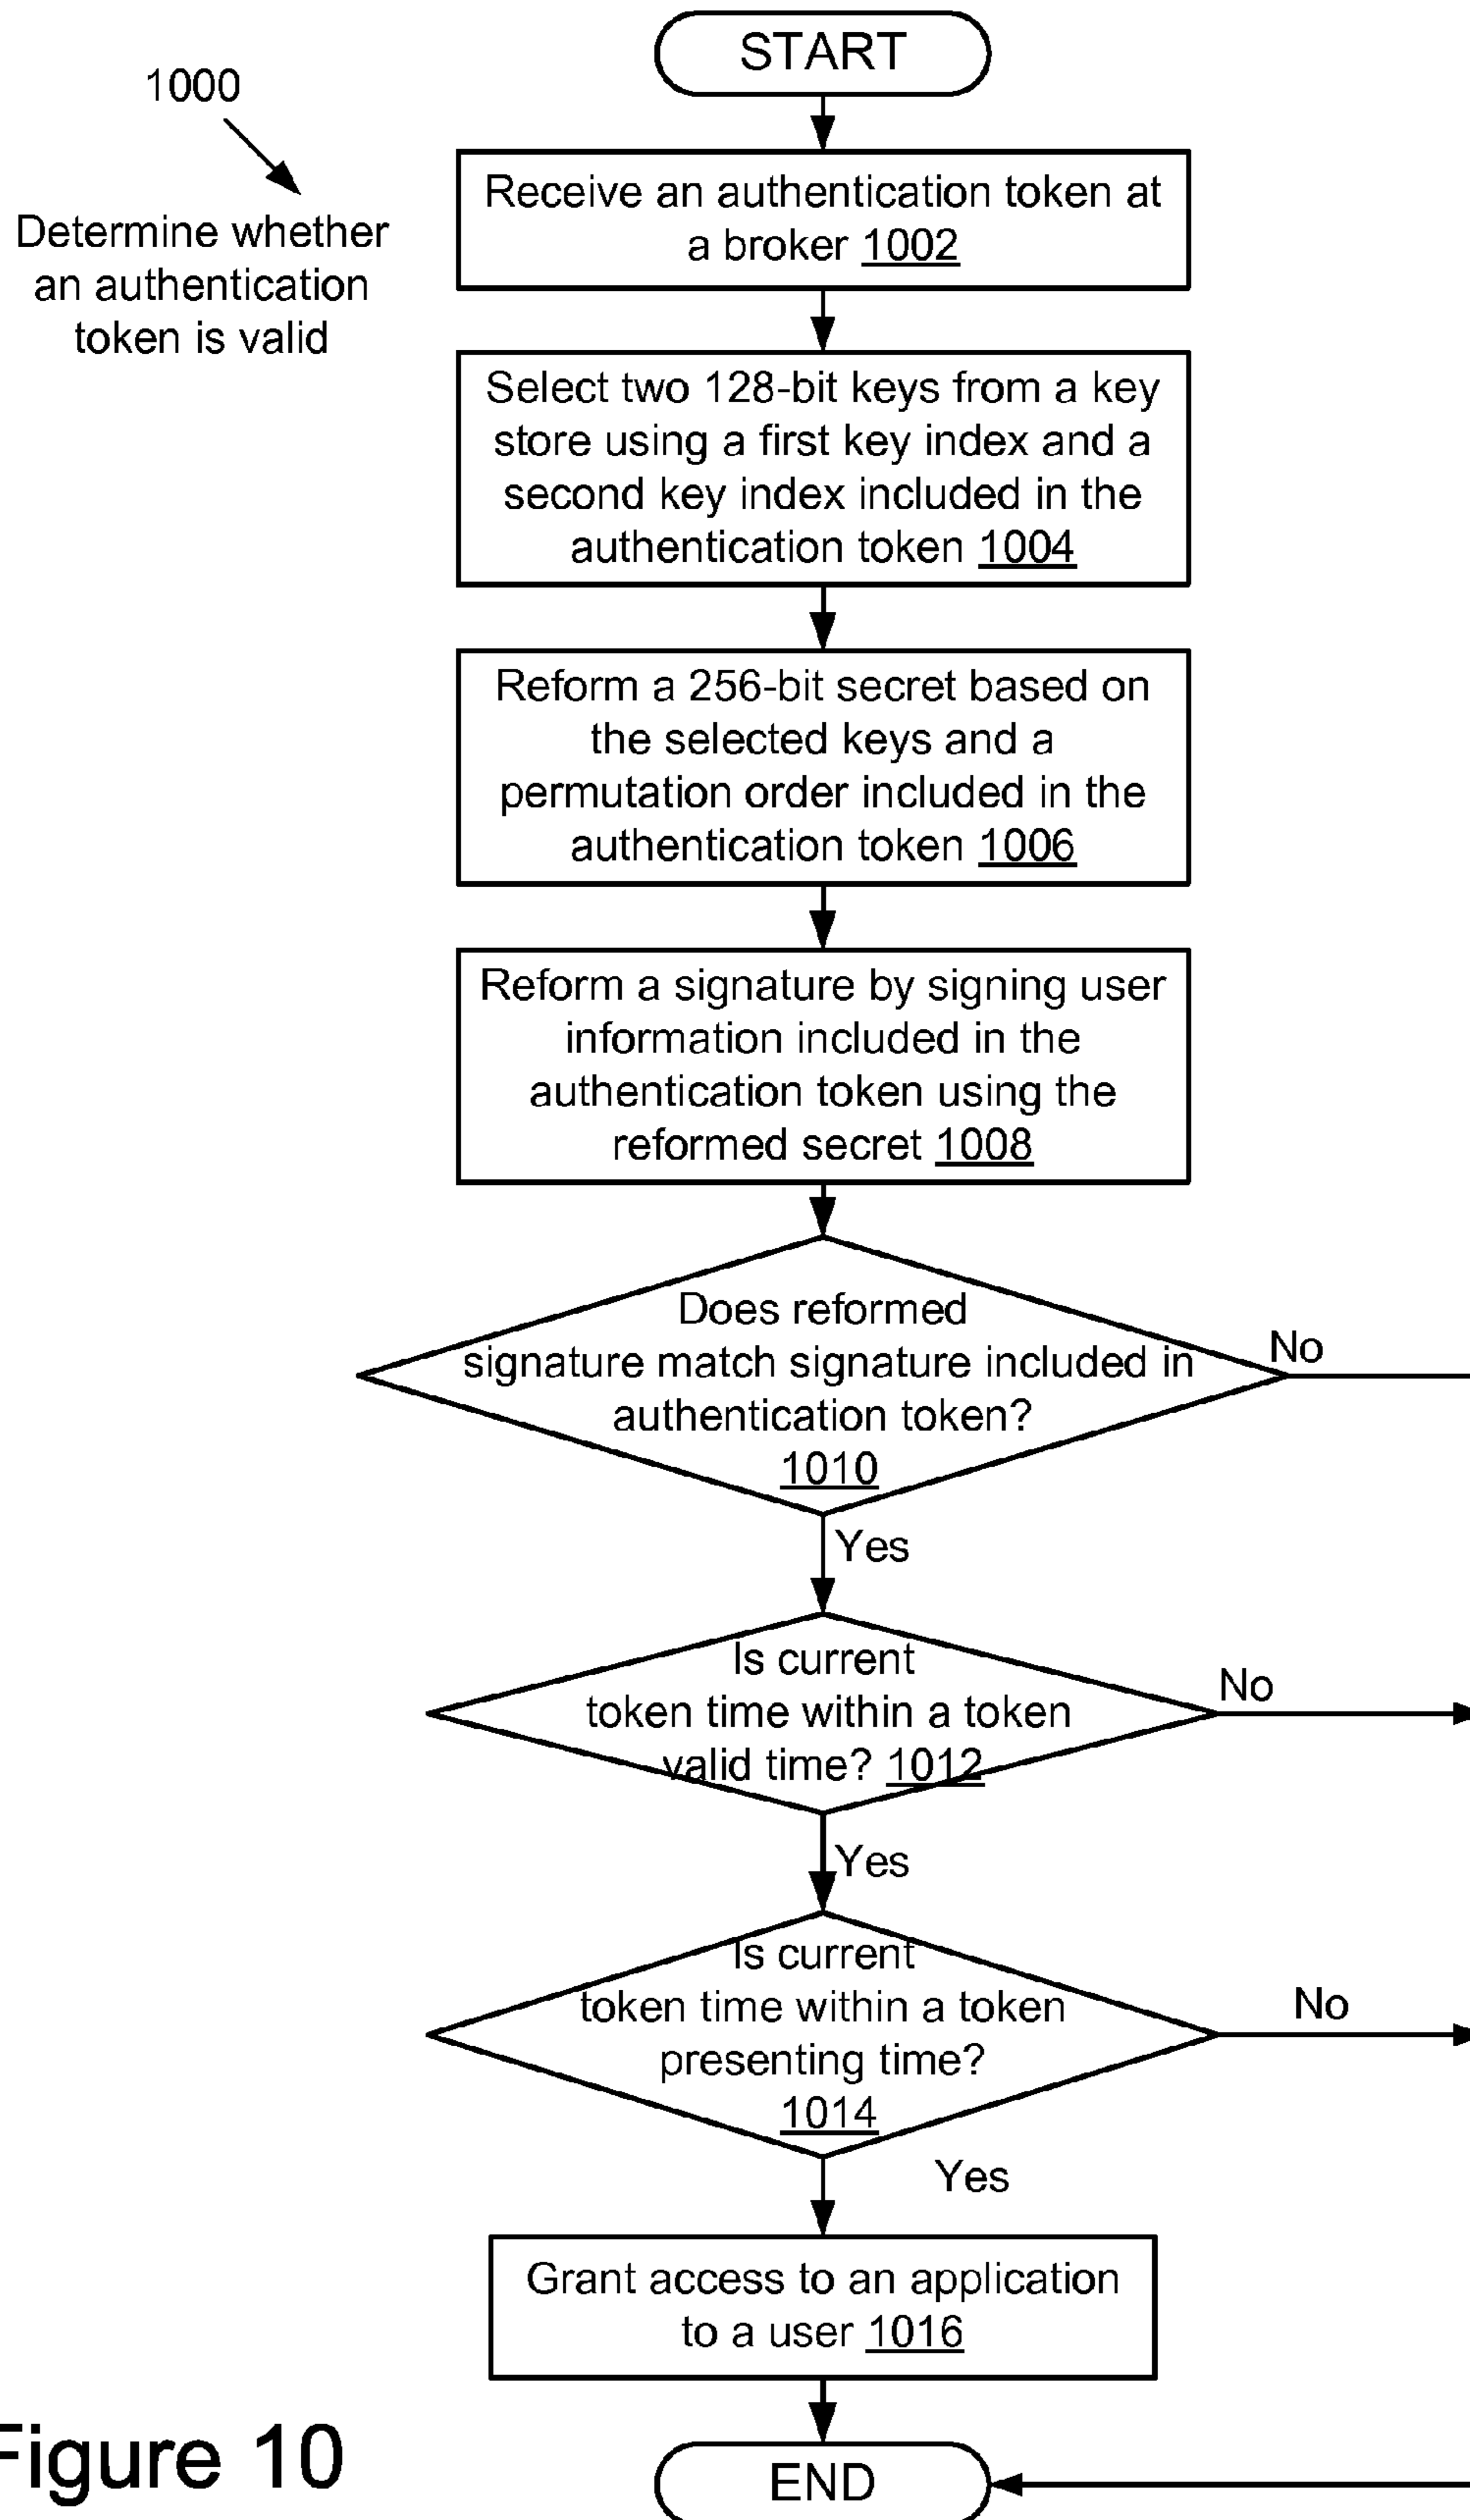 START
1000
Determine whether
an authentication
token is valid
Receive an authentication token at
a broker 1002
Select two 128-bit keys from a key
store using a first key index and a
second key index included in the
authentication token 1004
Reform a 256-bit secret based on
the selected keys and a
permutation order included in the
authentication token 1006
Reform a signature by signing user
information included in the
authentication token using the
reformed secret 1008
Does reformed
signature match signature included in
authentication token?
1010
No
Yes
Is current
token time within a token
valid time? 1012
No
Yes
Is current
token time within a token
presenting time?
1014
No
Yes
Grant access to an application
to a user 1016
END
Figure 10